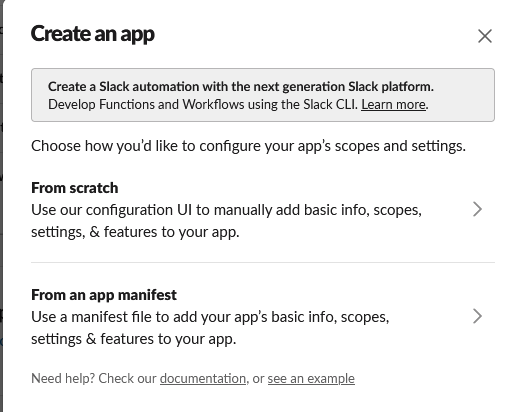 Create an app
Create a Slack automation with the next generation Slack platform.
Develop Functions and Workflows using the Slack CLI. Learn more.
Choose how you’d like to configure your app’s scopes and settings.
From scratch
Use our configuration UI to manually add basic info, scopes,
settings, & features to your app.
From an app manifest
Use a manifest file to add your app’s basic info, scopes,
settings & features to your app.
Need help? Check our documentation, or see an example